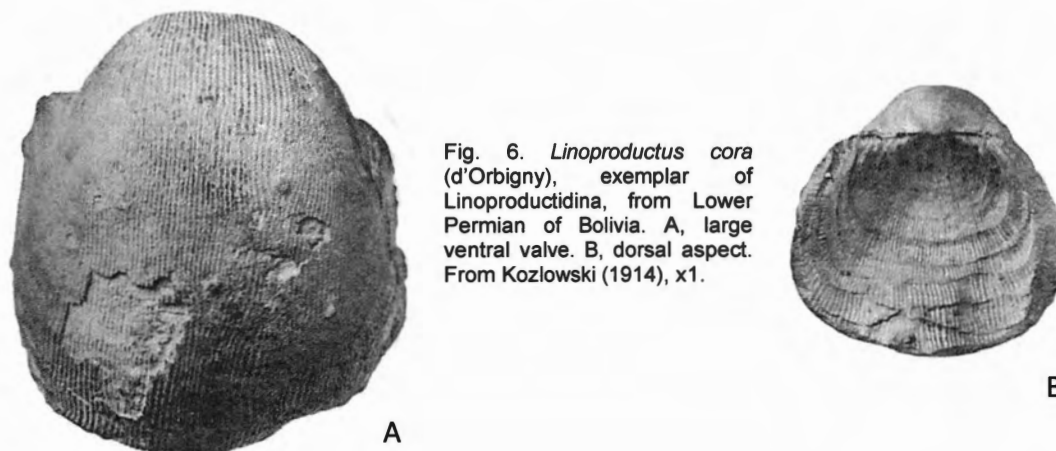 Fig. 6. Linoproductus cora
(d'Orbigny), exemplar of
Linoproductidina, from Lower
Permian of Bolivia. A, large
ventral valve. B, dorsal aspect.
From Kozlowski (1914), x1.
A
B